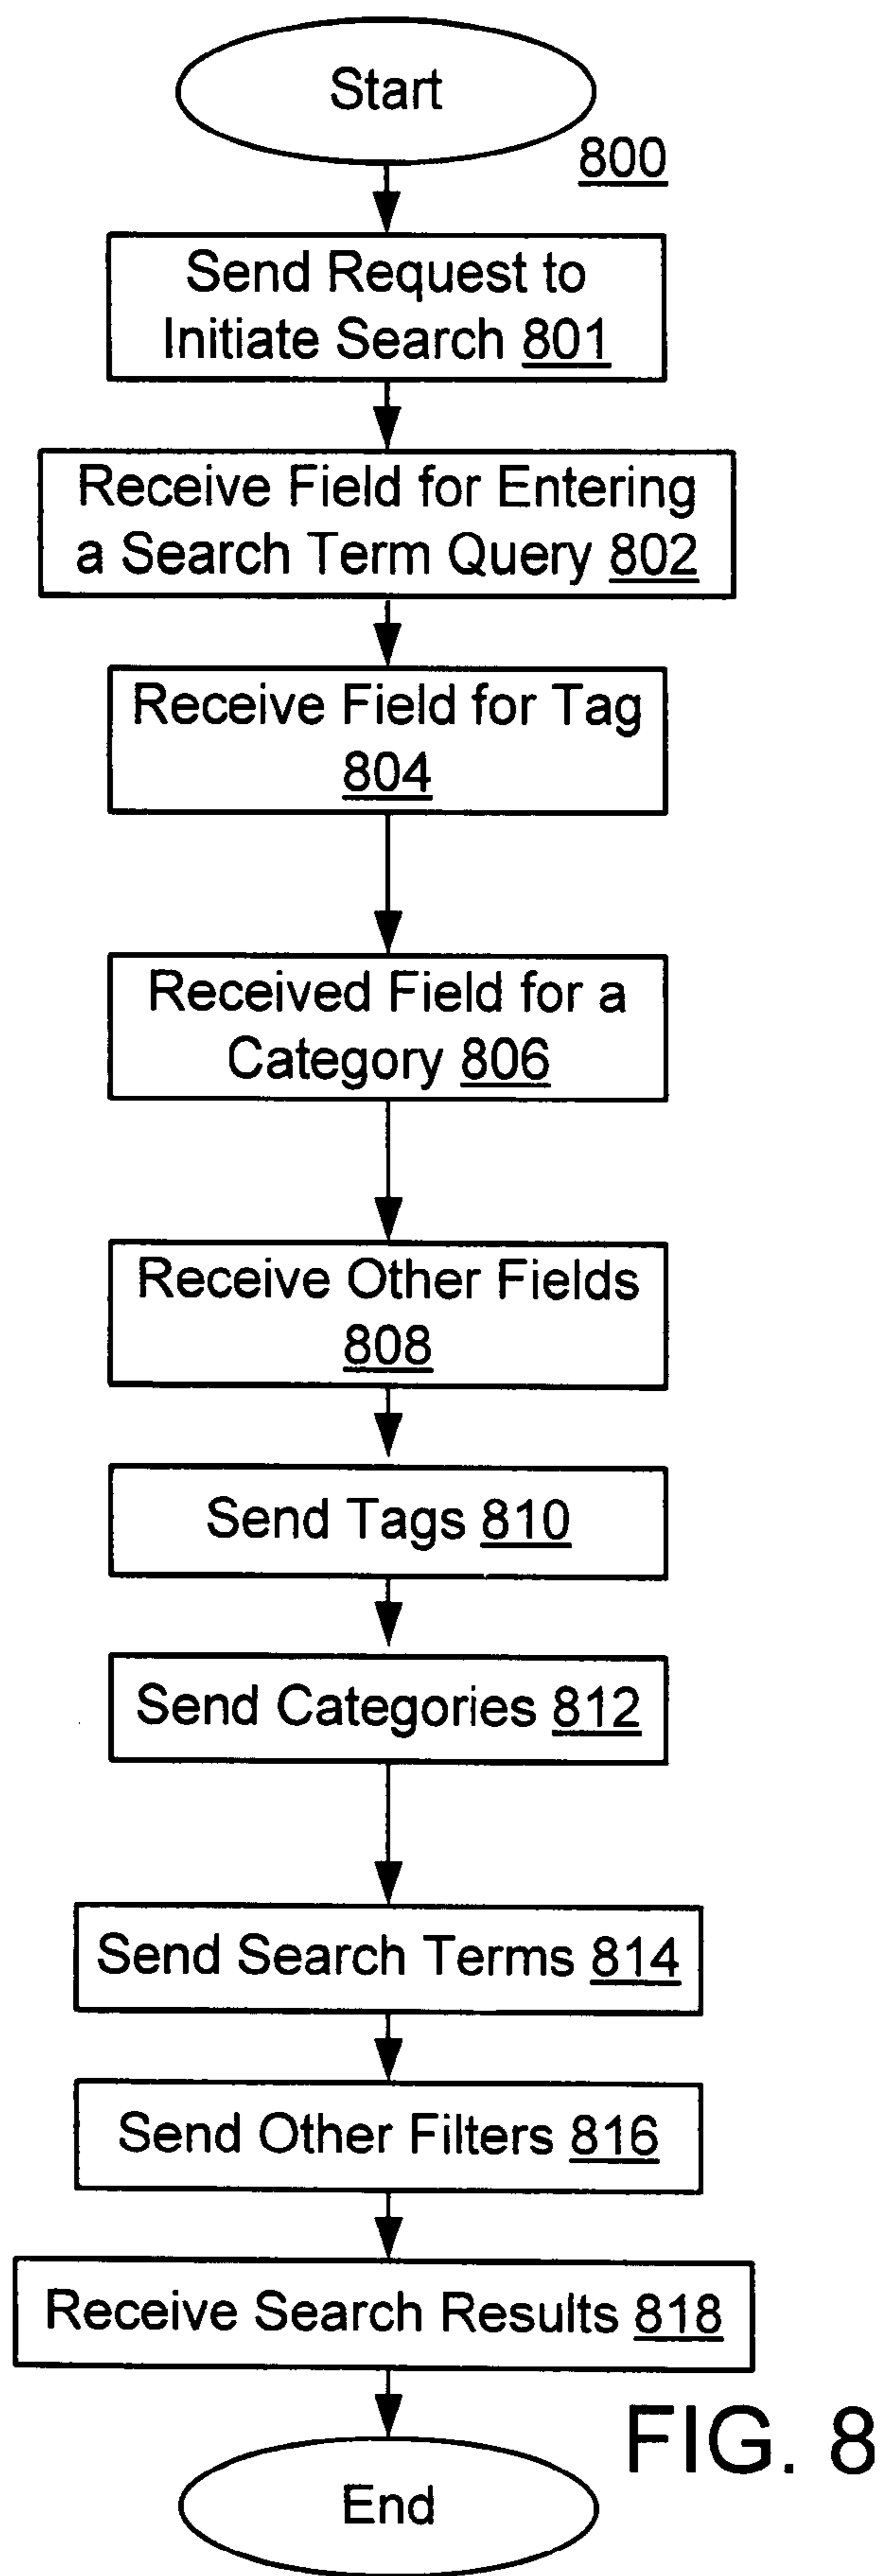 Start
800
Send Request to
Initiate Search 801
Receive Field for Entering
a Search Term Query 802
Receive Field for Tag
804
Received Field for a
Category 806
Receive Other Fields
808
Send Tags 810
Send Categories 812
Send Search Terms 814
Send Other Filters 816
Receive Search Results 818
FIG. 8
End